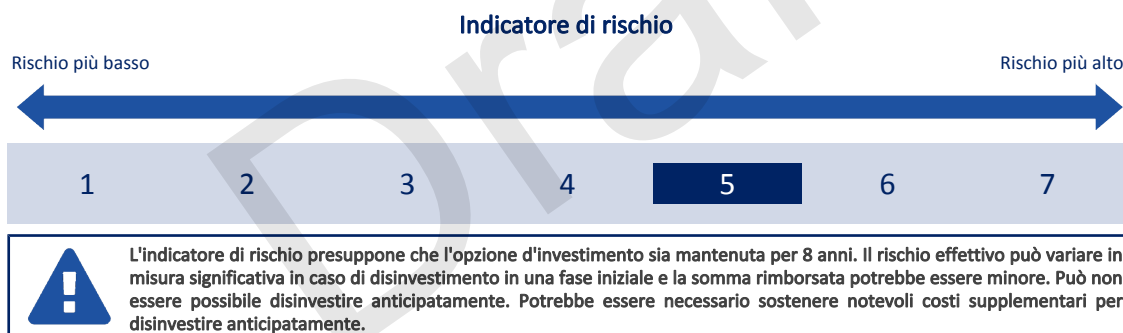 Indicatore di rischio
Rischio più basso
Rischio più alto
1 2 3 4 5 6 7
L'indicatore di rischio presuppone che l'opzione d'investimento sia mantenuta per 8 anni. Il rischio effettivo può variare in
misura significativa in caso di disinvestimento in una fase iniziale e la somma rimborsata potrebbe essere minore. Può non
essere possibile disinvestire anticipatamente. Potrebbe essere necessario sostenere notevoli costi supplementari per
disinvestire anticipatamente.